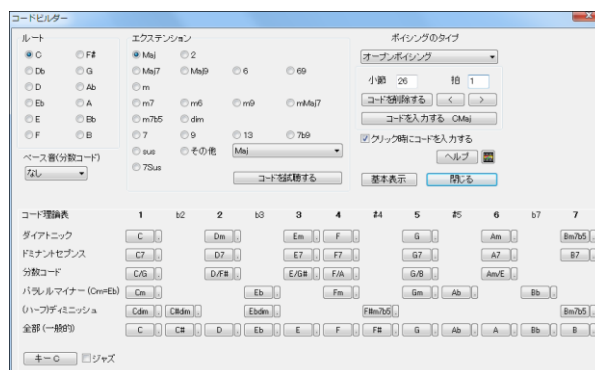 コードビルダー
ルート
エクステンション
ボイシングのタイプ
C F# Maj 2 オープンボイシング
Db G Maj7 Maj9 6 69
D Ab m 小節 26 拍 1
Eb A m7 m6 m9 mMaj7 コードを削除する < >
E Bb m7b5 dim コードを入力する CMaj
F B 7 9 13 7b9 クリック時にコードを入力する
ベース音(分数コード) sus その他 Maj ヘルプ
なし 7Sus コードを試聴する 基本表示 閉じる
コード理論表 1 b2 2 b3 3 4 #4 5 #5 6 b7 7
ダイアトニック C Dm Em F G Am Bm7b5
ドミナントセブンス C7 D7 E7 F7 G7 A7 B7
分数コード C/G D/F# E/G# F/A G/B Am/E
パラレルマイナー (Cm=Eb) Cm Eb Fm Gm Ab Bb
(ハーフ)ディミニッシュ Cdim C#dim Ebdim F#m7b5 Bm7b5
全部 (一般的) C C# D Eb E F F# G Ab A Bb B
キー C ジャズ